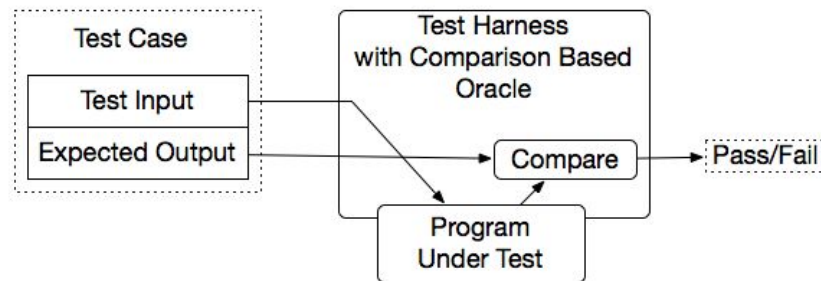 Test Case
Test Input
Expected Output
Test Harness
with Comparison Based
Oracle
Compare
Pass/Fail
Program
Under Test